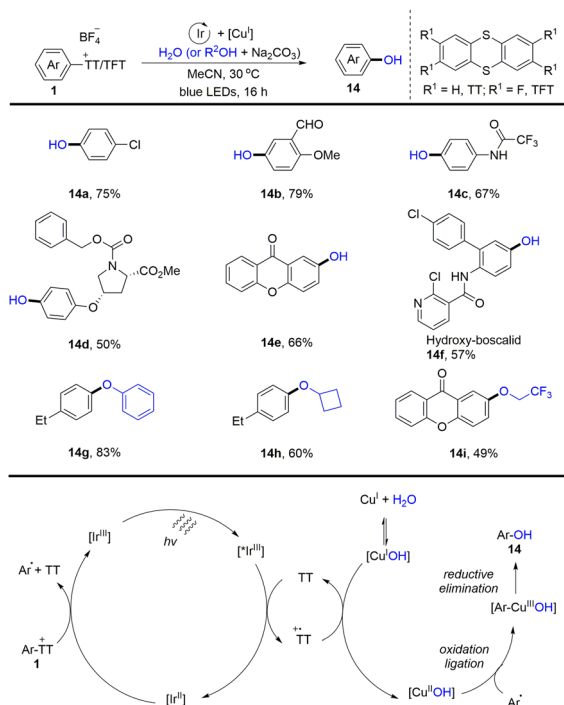 BF₄⁻
Ar
+
TT/TFT
1
Ir + [Cuᴵ]
H₂O (or R²OH + Na₂CO₃)
MeCN, 30 °C
blue LEDs, 16 h
Ar OH
14
R¹ S R¹
R¹ S R¹
R¹ = H, TT; R¹ = F, TFT
HO Cl
14a, 75%
CHO
HO OMe
14b, 79%
O
CF₃
HO NH
14c, 67%
O
O N
CO₂Me
HO O
14d, 50%
O
OH
O
14e, 66%
Cl
OH
Cl HN
O
N
Hydroxy-boscalid
14f, 57%
O
Et
14g, 83%
O
Et
14h, 60%
O
O CF₃
O
14i, 49%
[Irᴵᴵᴵ]
hv
[*Irᴵᴵᴵ]
Ar• + TT
+
Ar-TT
1
[Irᴵᴵ]
TT
+•
TT
Cuᴵ + H₂O
[CuᴵOH]
Ar-OH
14
reductive
elimination
[Ar-CuᴵᴵᴵOH]
oxidation
ligation
[CuᴵᴵOH]
Ar•